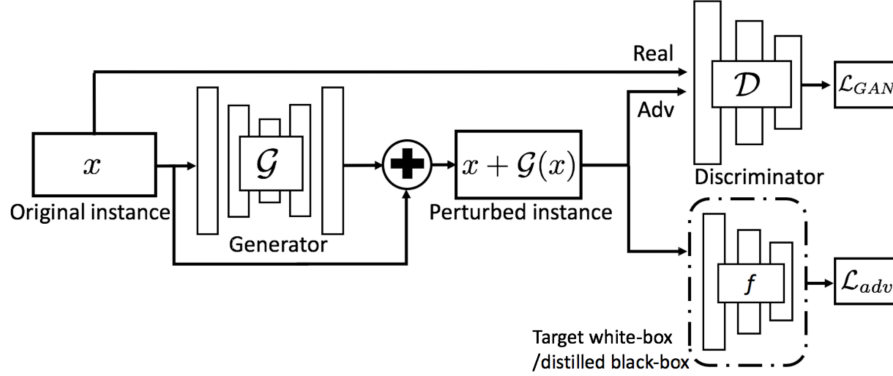 Real
Adv
𝒟
ℒ_GAN
Discriminator
x
Original instance
𝒢
Generator
+
x + 𝒢(x)
Perturbed instance
f
ℒ_adv
Target white-box
/distilled black-box